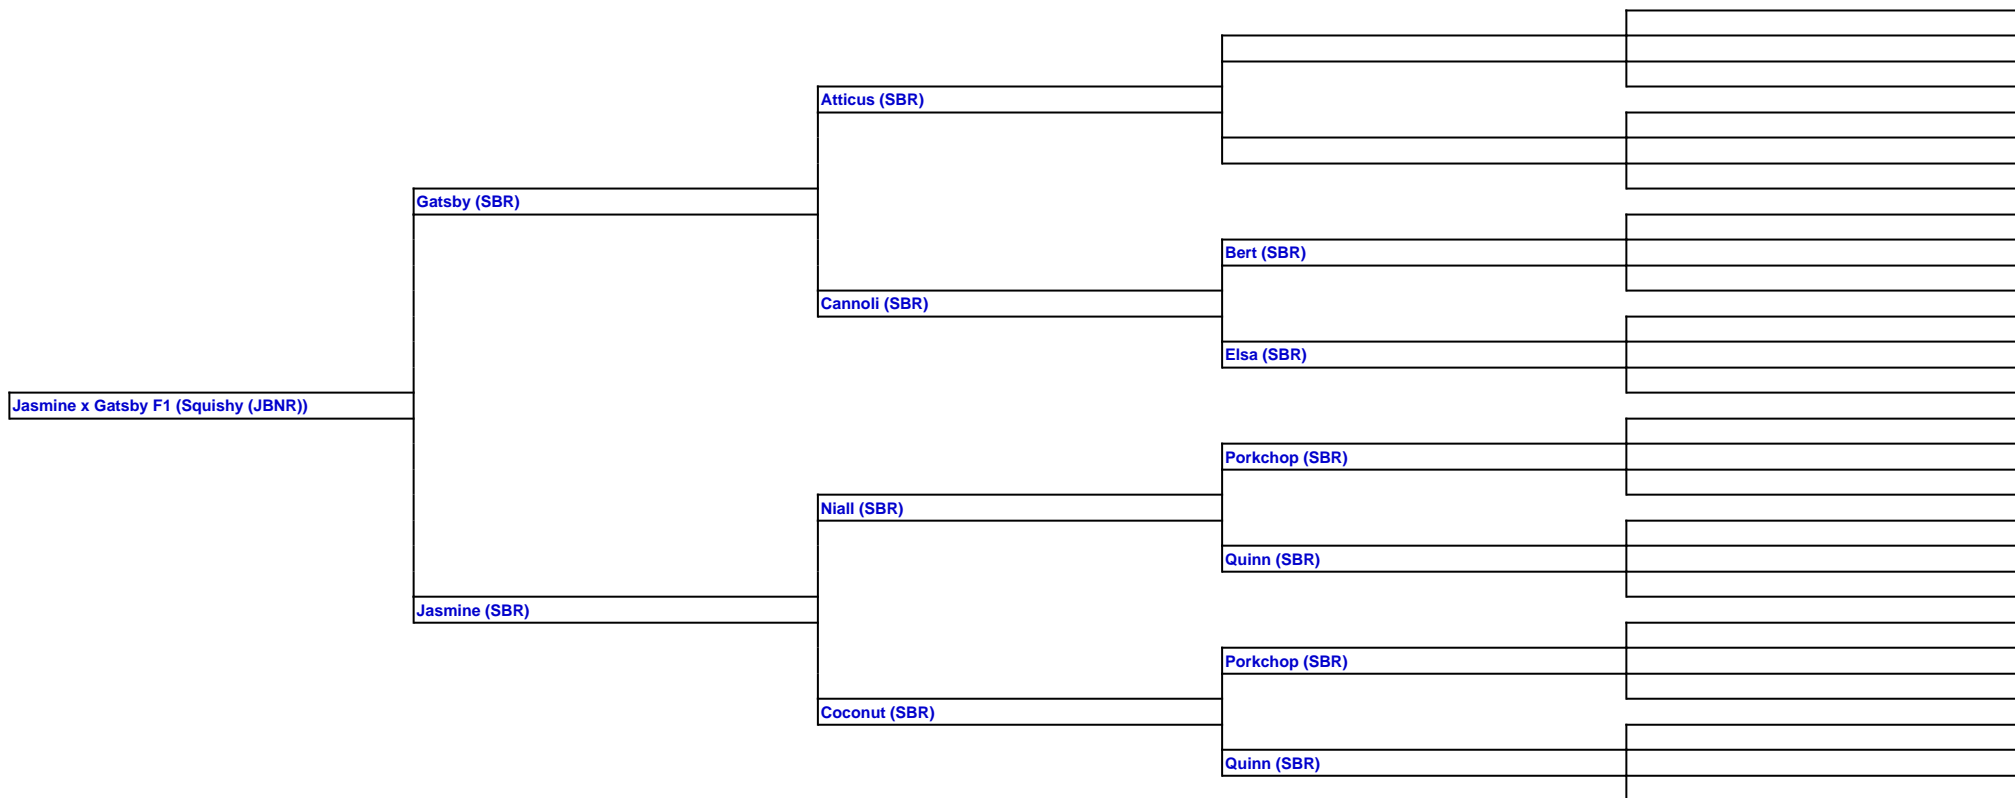 Atticus (SBR)
Gatsby (SBR)
Bert (SBR)
Cannoli (SBR)
Elsa (SBR)
Jasmine x Gatsby F1 (Squishy (JBNR))
Porkchop (SBR)
Niall (SBR)
Quinn (SBR)
Jasmine (SBR)
Porkchop (SBR)
Coconut (SBR)
Quinn (SBR)